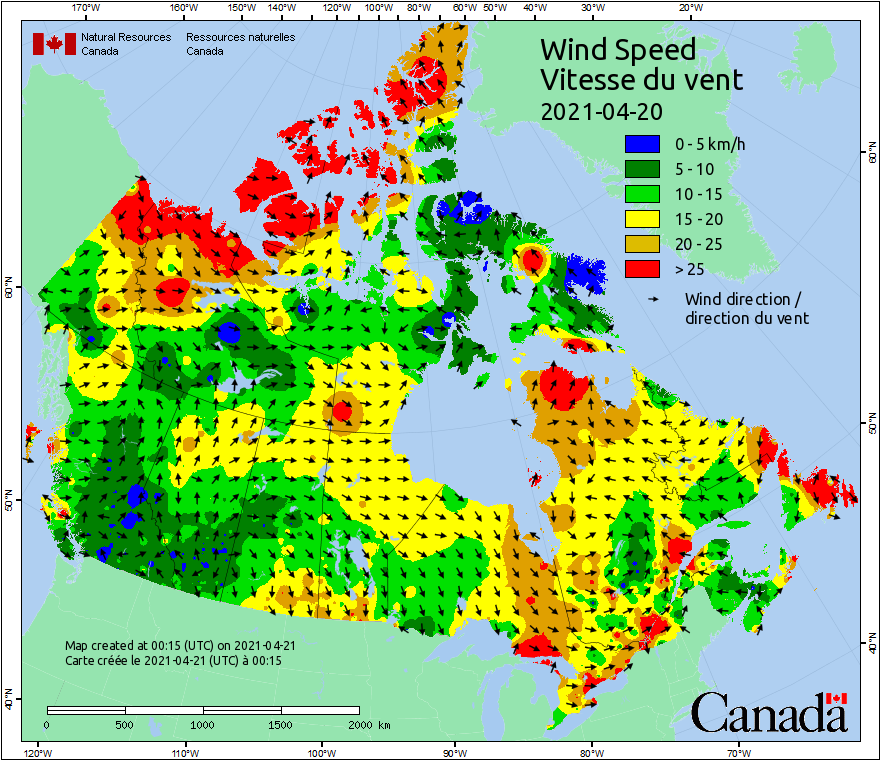 170°W 160°W 150°W 140°W 120°W 100°W 80°W 60°W 50°W 40°W 30°W 20°W
Natural Resources Ressources naturelles
Canada Canada
Wind Speed
Vitesse du vent
2021-04-20
0 - 5 km/h
5 - 10
10 - 15
15 - 20
20 - 25
> 25
Wind direction /
direction du vent
60°N 60°N
50°N 50°N
40°N 40°N
Map created at 00:15 (UTC) on 2021-04-21
Carte créée le 2021-04-21 (UTC) à 00:15
0 500 1000 1500 2000 km
Canada
120°W 110°W 100°W 90°W 80°W 70°W